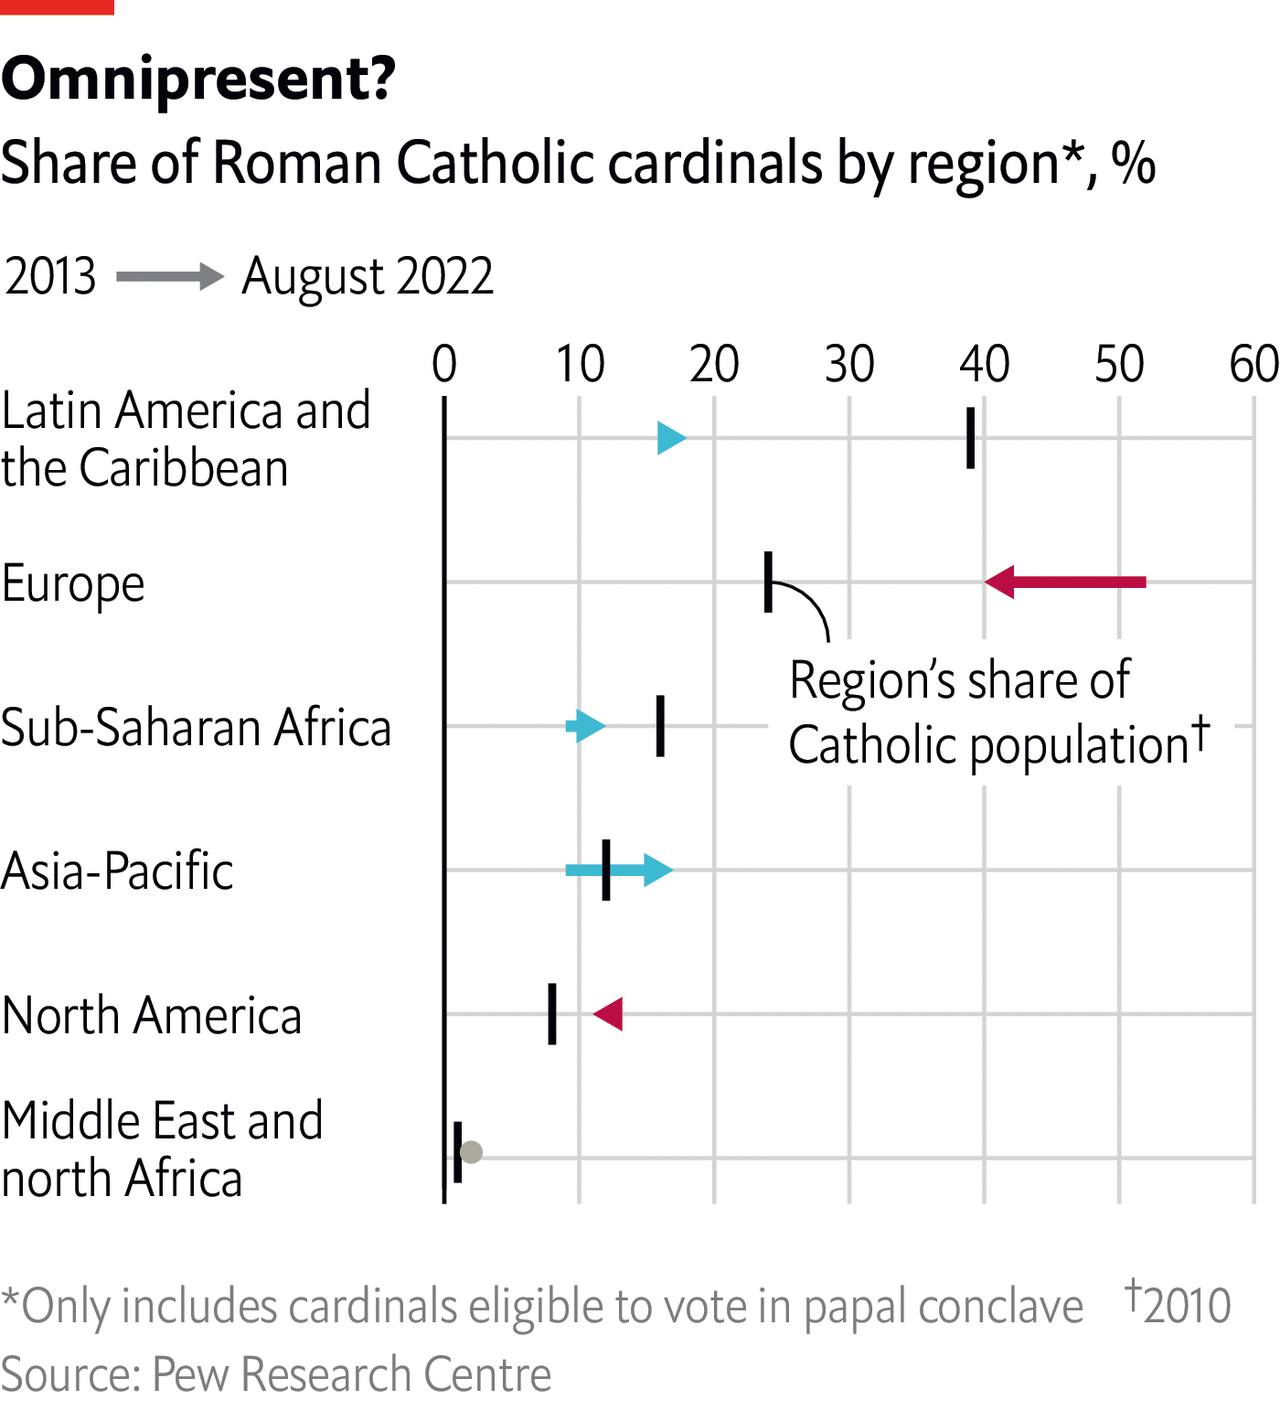 Omnipresent?
Share of Roman Catholic cardinals by region*, %
2013 August 2022
0 10 20 30 40 50 60
Latin America and
the Caribbean
Europe
Region’s share of
Catholic population†
Sub-Saharan Africa
Asia-Pacific
North America
Middle East and
north Africa
*Only includes cardinals eligible to vote in papal conclave †2010
Source: Pew Research Centre